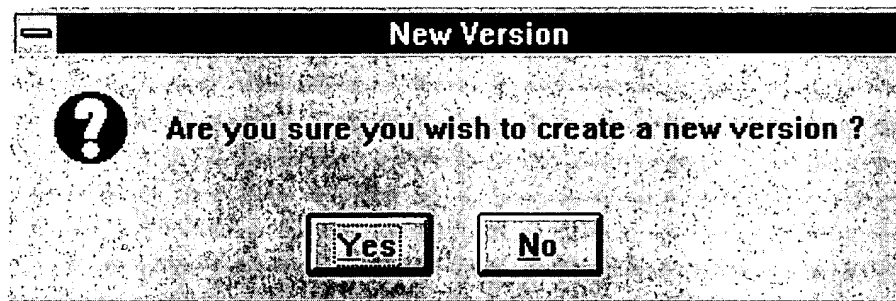 New Version
Are you sure you wish to create a new version ?
Yes
No